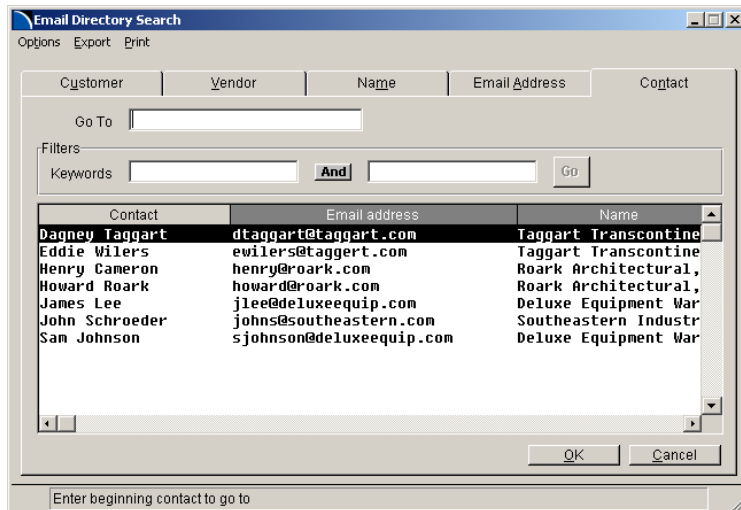 Email Directory Search
Options Export Print
Customer Vendor Name Email Address Contact
Go To
Filters
Keywords And Go
Contact Email address Name
Dagney Taggart dtaggart@taggart.com Taggart Transcontine
Eddie Wilers ewilers@taggert.com Taggart Transcontine
Henry Cameron henry@roark.com Roark Architectural,
Howard Roark howard@roark.com Roark Architectural,
James Lee jlee@deluxeequip.com Deluxe Equipment War
John Schroeder johns@southeastern.com Southeastern Industr
Sam Johnson sjohnson@deluxeequip.com Deluxe Equipment War
OK Cancel
Enter beginning contact to go to